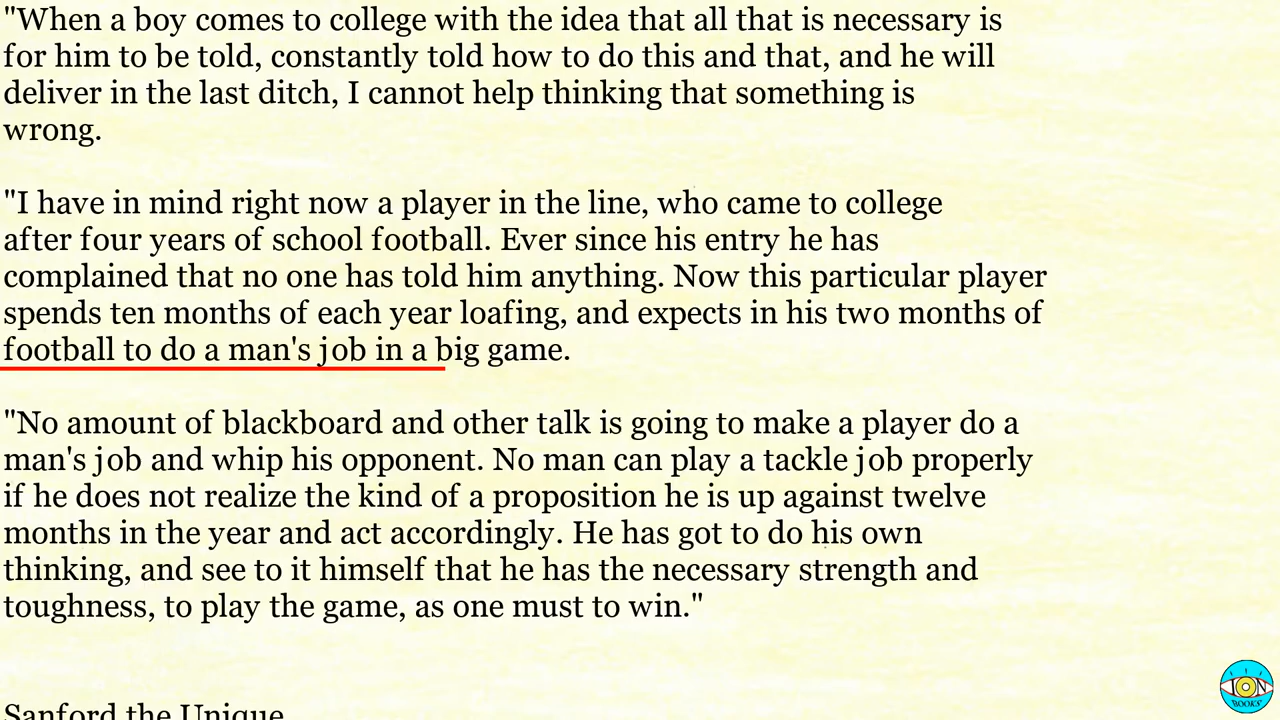 "When a boy comes to college with the idea that all that is necessary is
for him to be told, constantly told how to do this and that, and he will
deliver in the last ditch, I cannot help thinking that something is
wrong.
"I have in mind right now a player in the line, who came to college
after four years of school football. Ever since his entry he has
complained that no one has told him anything. Now this particular player
spends ten months of each year loafing, and expects in his two months of
football to do a man's job in a big game.
"No amount of blackboard and other talk is going to make a player do a
man's job and whip his opponent. No man can play a tackle job properly
if he does not realize the kind of a proposition he is up against twelve
months in the year and act accordingly. He has got to do his own
thinking, and see to it himself that he has the necessary strength and
toughness, to play the game, as one must to win."
Sanford the Unique
ION
BOOKS